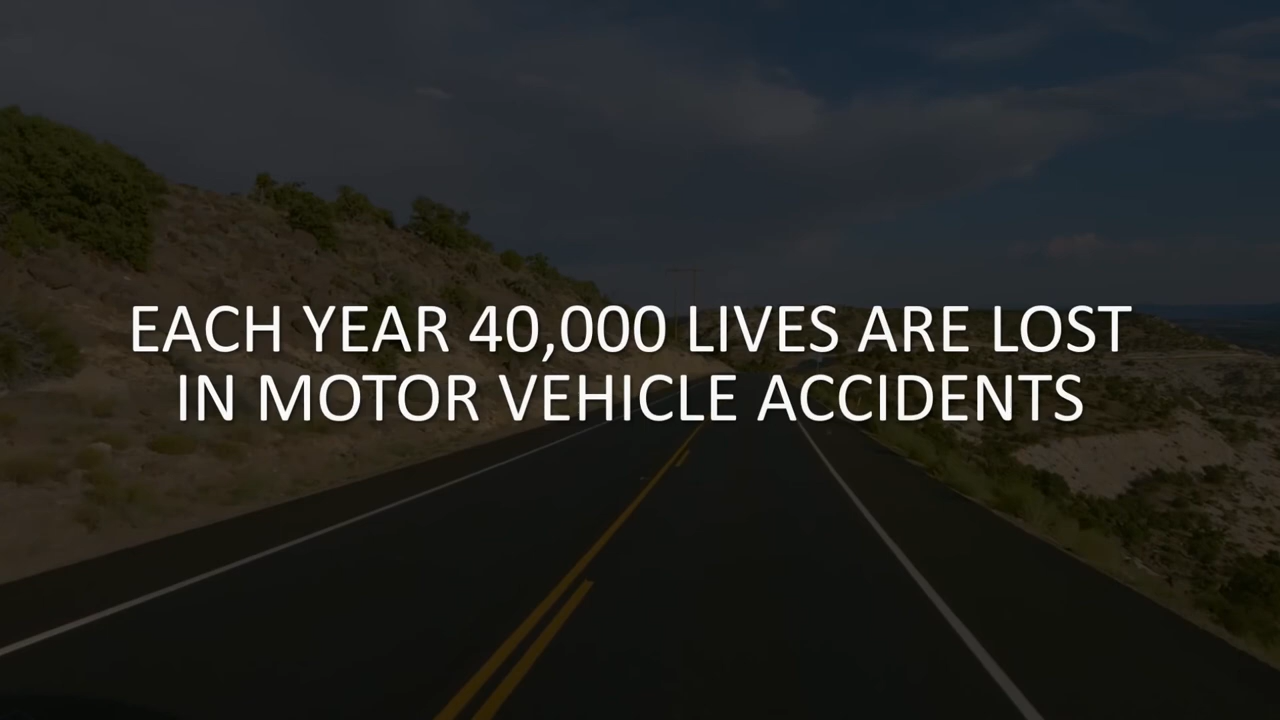 EACH YEAR 40,000 LIVES ARE LOST
IN MOTOR VEHICLE ACCIDENTS